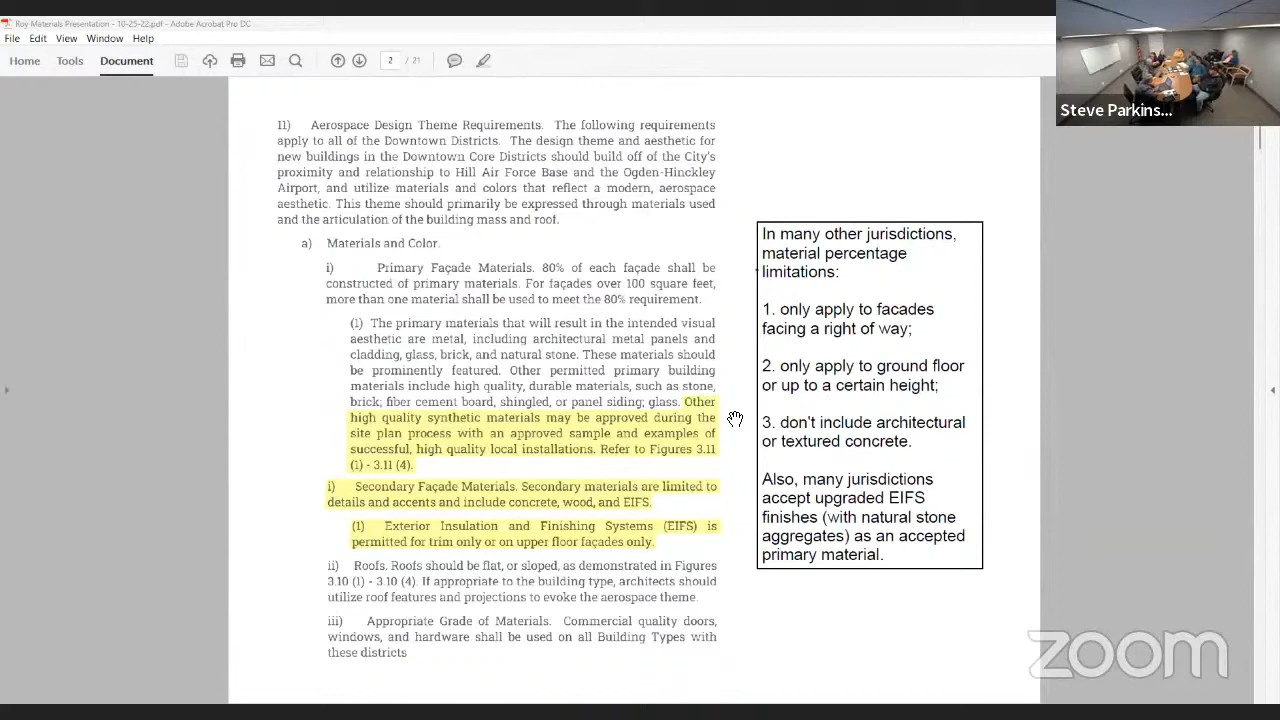 Roy Materials Presentation - 10-25-22.pdf - Adobe Acrobat Pro DC
File Edit View Window Help
Home Tools Document 2 / 21
Steve Parkins...
11) Aerospace Design Theme Requirements. The following requirements
apply to all of the Downtown Districts. The design theme and aesthetic for
new buildings in the Downtown Core Districts should build off of the City's
proximity and relationship to Hill Air Force Base and the Ogden-Hinckley
Airport, and utilize materials and colors that reflect a modern, aerospace
aesthetic. This theme should primarily be expressed through materials used
and the articulation of the building mass and roof.
a) Materials and Color.
i) Primary Façade Materials. 80% of each façade shall be
constructed of primary materials. For façades over 100 square feet,
more than one material shall be used to meet the 80% requirement.
(1) The primary materials that will result in the intended visual
aesthetic are metal, including architectural metal panels and
cladding, glass, brick, and natural stone. These materials should
be prominently featured. Other permitted primary building
materials include high quality, durable materials, such as stone,
brick; fiber cement board, shingled, or panel siding; glass. Other
high quality synthetic materials may be approved during the
site plan process with an approved sample and examples of
successful, high quality local installations. Refer to Figures 3.11
(1) - 3.11 (4).
i) Secondary Façade Materials. Secondary materials are limited to
details and accents and include concrete, wood, and EIFS.
(1) Exterior Insulation and Finishing Systems (EIFS) is
permitted for trim only or on upper floor façades only.
ii) Roofs. Roofs should be flat, or sloped, as demonstrated in Figures
3.10 (1) - 3.10 (4). If appropriate to the building type, architects should
utilize roof features and projections to evoke the aerospace theme.
iii) Appropriate Grade of Materials. Commercial quality doors,
windows, and hardware shall be used on all Building Types with
these districts
In many other jurisdictions,
material percentage
limitations:
1. only apply to facades
facing a right of way;
2. only apply to ground floor
or up to a certain height;
3. don't include architectural
or textured concrete.
Also, many jurisdictions
accept upgraded EIFS
finishes (with natural stone
aggregates) as an accepted
primary material.
zoom